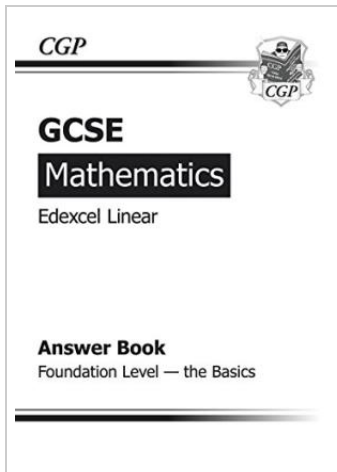 CGP
CGP
GCSE
Mathematics
Edexcel Linear
Answer Book
Foundation Level — the Basics